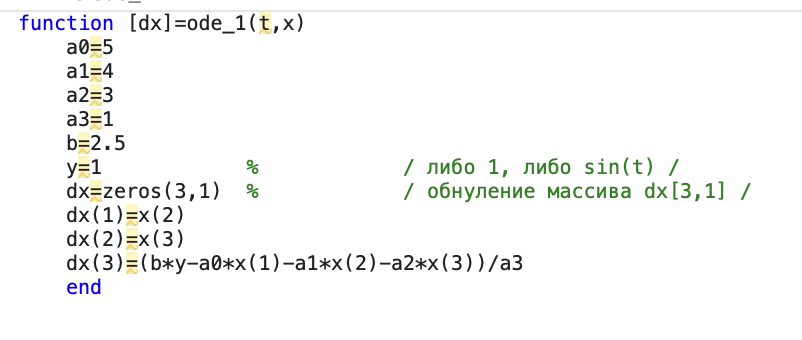 function [dx]=ode_1(t,x)
a0=5
a1=4
a2=3
a3=1
b=2.5
y=1 % / либо 1, либо sin(t) /
dx=zeros(3,1) % / обнуление массива dx[3,1] /
dx(1)=x(2)
dx(2)=x(3)
dx(3)=(b*y-a0*x(1)-a1*x(2)-a2*x(3))/a3
end